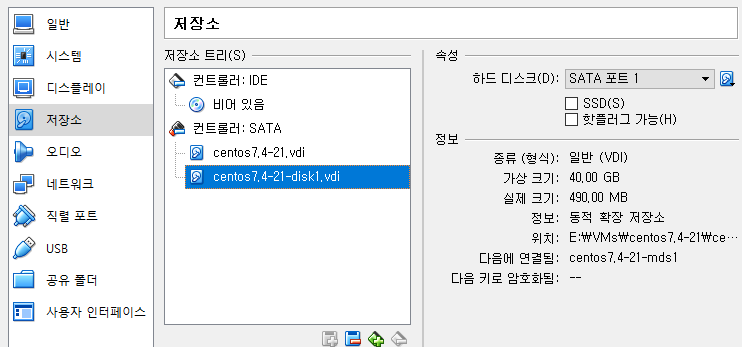 일반
시스템
디스플레이
저장소
오디오
네트워크
직렬 포트
USB
공유 폴더
사용자 인터페이스
저장소
저장소 트리(S)
컨트롤러: IDE
비어 있음
컨트롤러: SATA
centos7.4-21.vdi
centos7.4-21-disk1.vdi
속성
하드 디스크(D): SATA 포트 1
SSD(S)
핫플러그 가능(H)
정보
종류 (형식): 일반 (VDI)
가상 크기: 40.00 GB
실제 크기: 490.00 MB
정보: 동적 확장 저장소
위치: E:₩VMs₩centos7.4-21₩ce...
다음에 연결됨: centos7.4-21-mds1
다음 키로 암호화됨: --